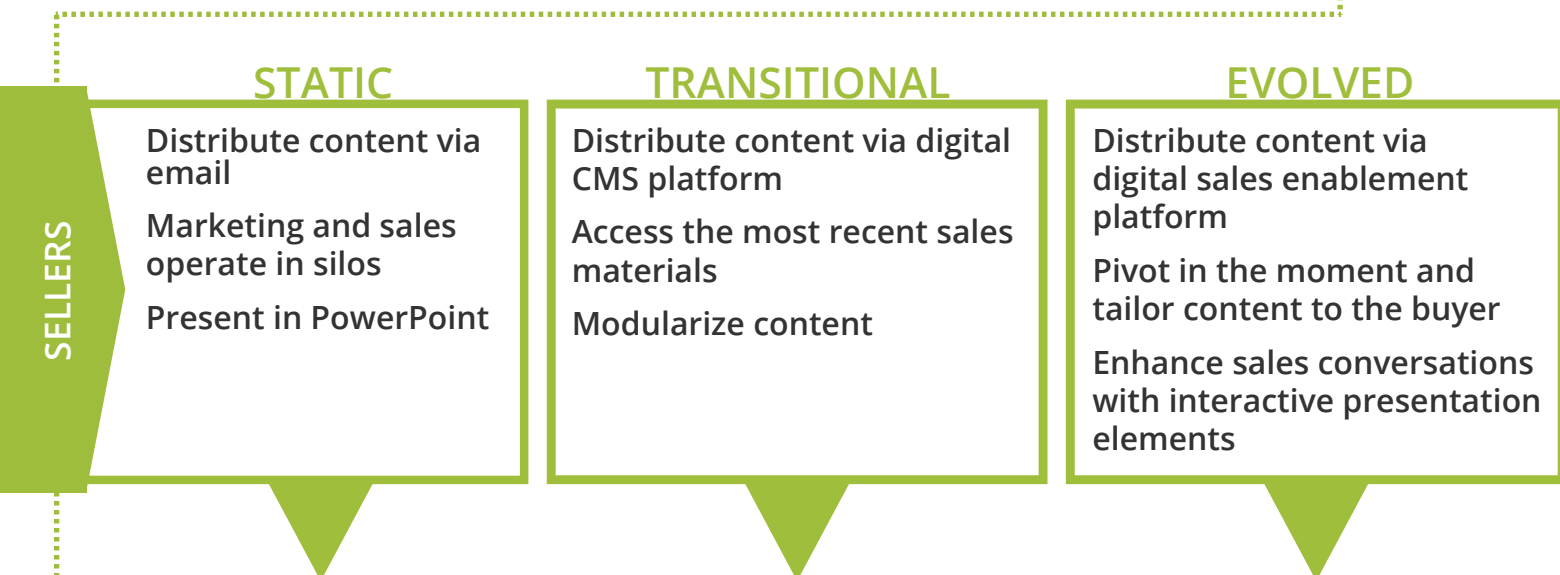 SELLERS
STATIC
Distribute content via
email
Marketing and sales
operate in silos
Present in PowerPoint
TRANSITIONAL
Distribute content via digital
CMS platform
Access the most recent sales
materials
Modularize content
EVOLVED
Distribute content via
digital sales enablement
platform
Pivot in the moment and
tailor content to the buyer
Enhance sales conversations
with interactive presentation
elements